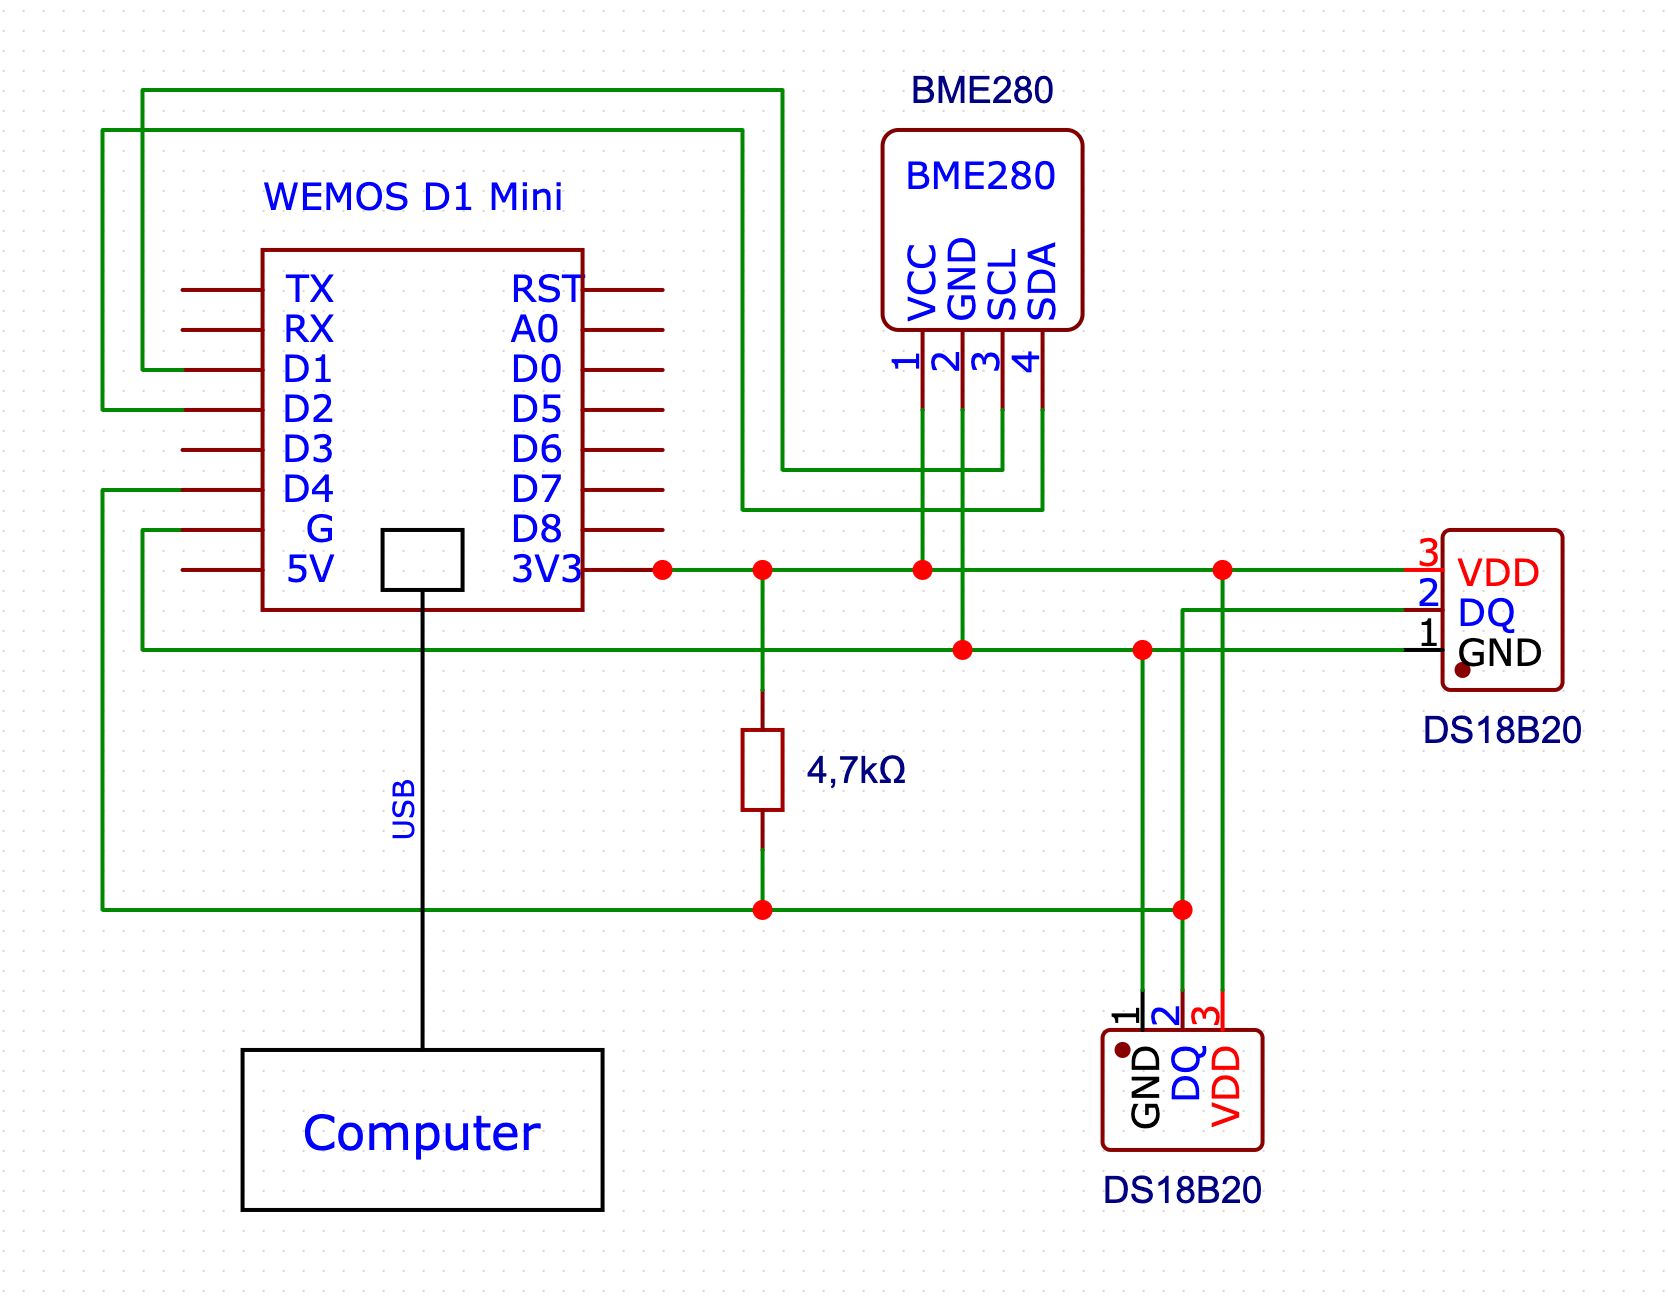 BME280
BME280
VCC
GND
SCL
SDA
1
2
3
4
WEMOS D1 Mini
TX
RX
D1
D2
D3
D4
G
5V
RST
A0
D0
D5
D6
D7
D8
3V3
3
VDD
2
DQ
1
GND
DS18B20
4,7kΩ
USB
Computer
1
2
3
GND
DQ
VDD
DS18B20